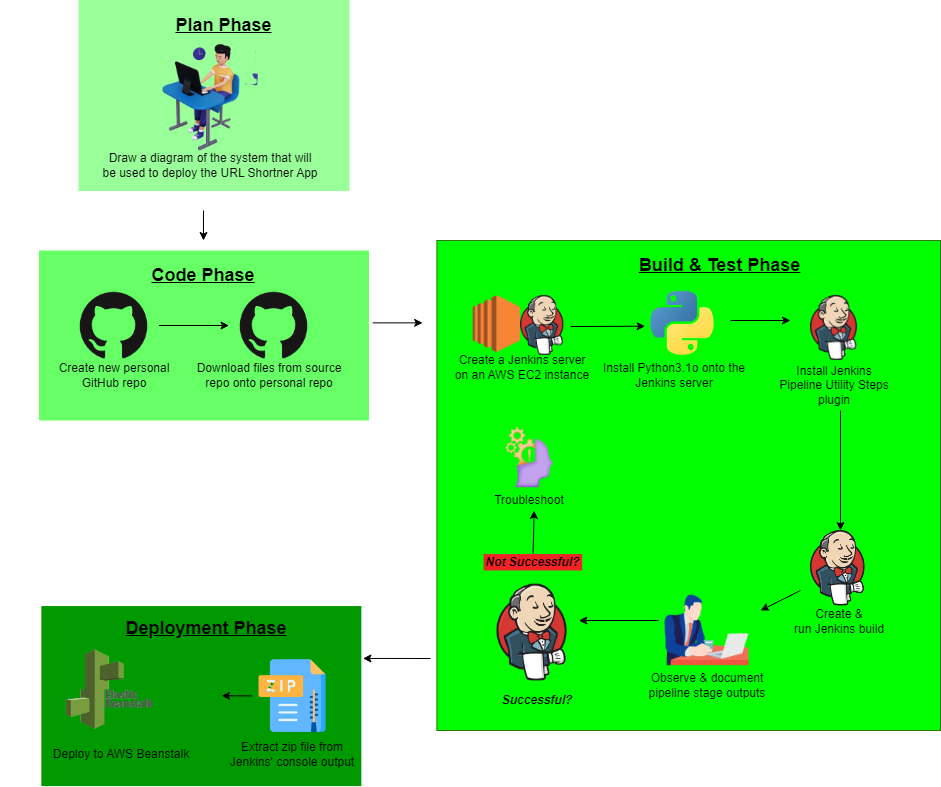 Plan Phase
Draw a diagram of the system that will
be used to deploy the URL Shortner App
Code Phase
Create new personal
GitHub repo
Download files from source
repo onto personal repo
Build & Test Phase
Create a Jenkins server
on an AWS EC2 instance
Install Python3.1o onto the
Jenkins server
Install Jenkins
Pipeline Utility Steps
plugin
Troubleshoot
Not Successful?
Create &
run Jenkins build
Observe & document
pipeline stage outputs
Successful?
Deployment Phase
Elastic
Beanstalk
Deploy to AWS Beanstalk
ZIP
Extract zip file from
Jenkins' console output